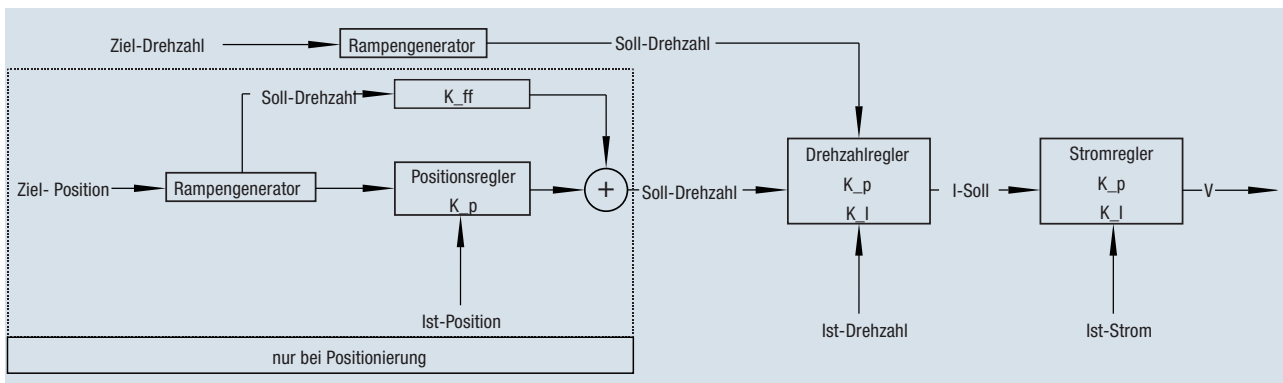 Ziel-Drehzahl
Rampengenerator
Soll-Drehzahl
Soll-Drehzahl
K_ff
Ziel- Position
Rampengenerator
Positionsregler
K_p
+
Soll-Drehzahl
Drehzahlregler
K_p
K_I
I-Soll
Stromregler
K_p
K_I
V
Ist-Position
Ist-Drehzahl
Ist-Strom
nur bei Positionierung